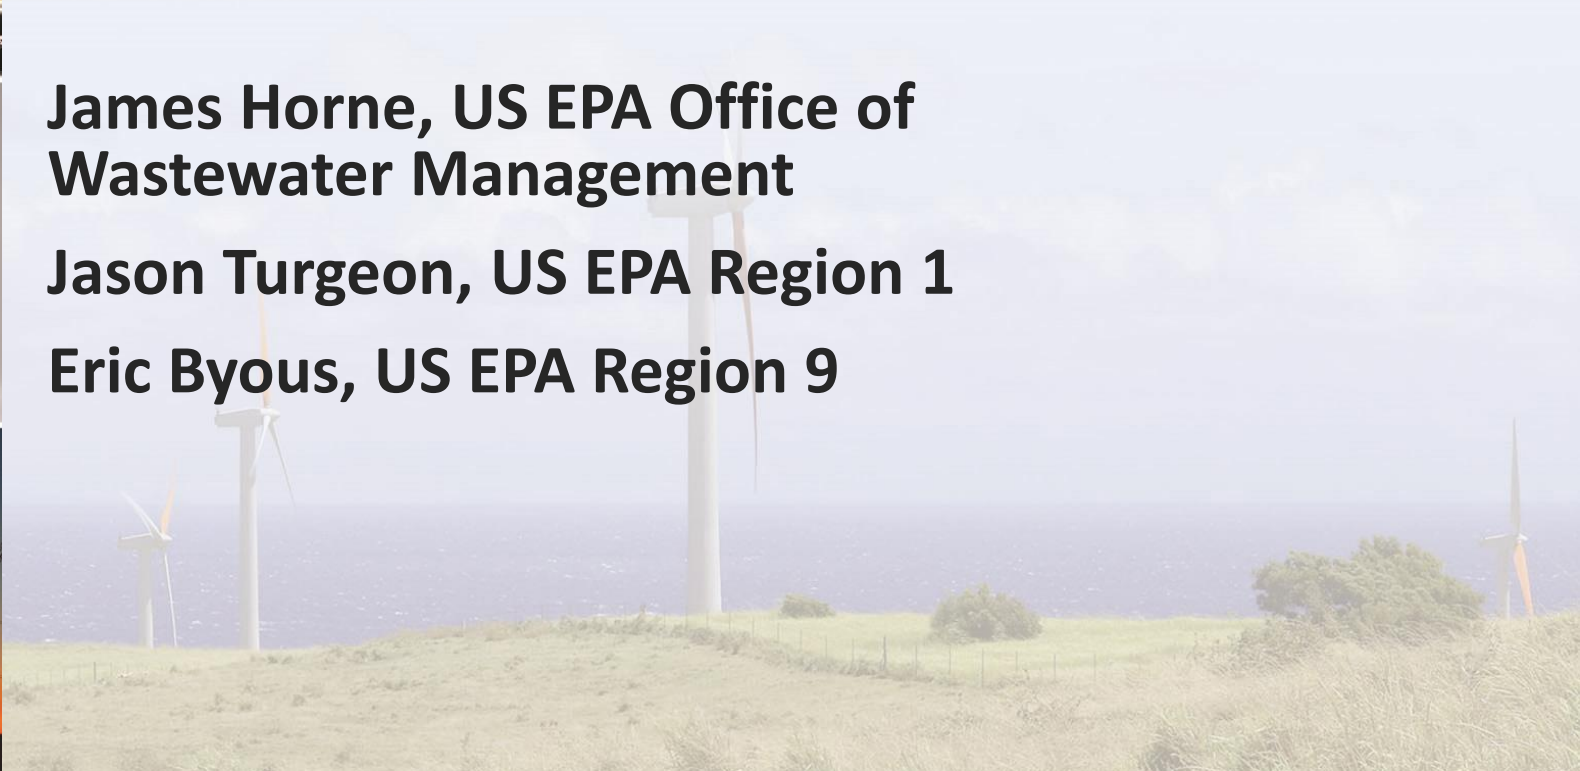 James Horne, US EPA Office of
Wastewater Management
Jason Turgeon, US EPA Region 1
Eric Byous, US EPA Region 9